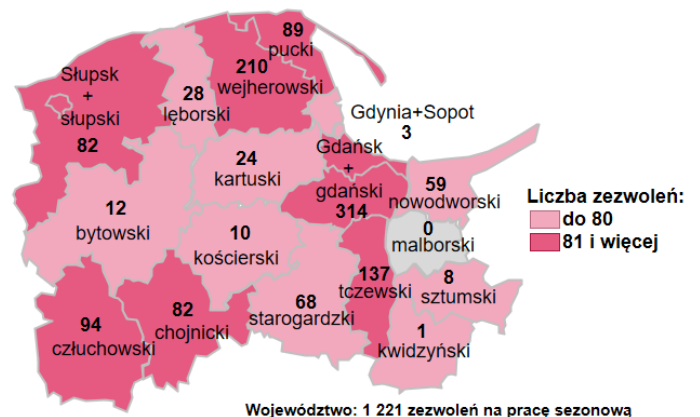 89
pucki
210
wejherowski
Słupsk
+
słupski
82
28
lęborski
Gdynia+Sopot
3
Gdańsk
+
gdański
314
24
kartuski
59
nowodworski
12
bytowski
10
kościerski
0
malborski
137
tczewski
8
sztumski
68
starogardzki
82
chojnicki
94
człuchowski
1
kwidzyński
Liczba zezwoleń:
do 80
81 i więcej
Województwo: 1 221 zezwoleń na pracę sezonową